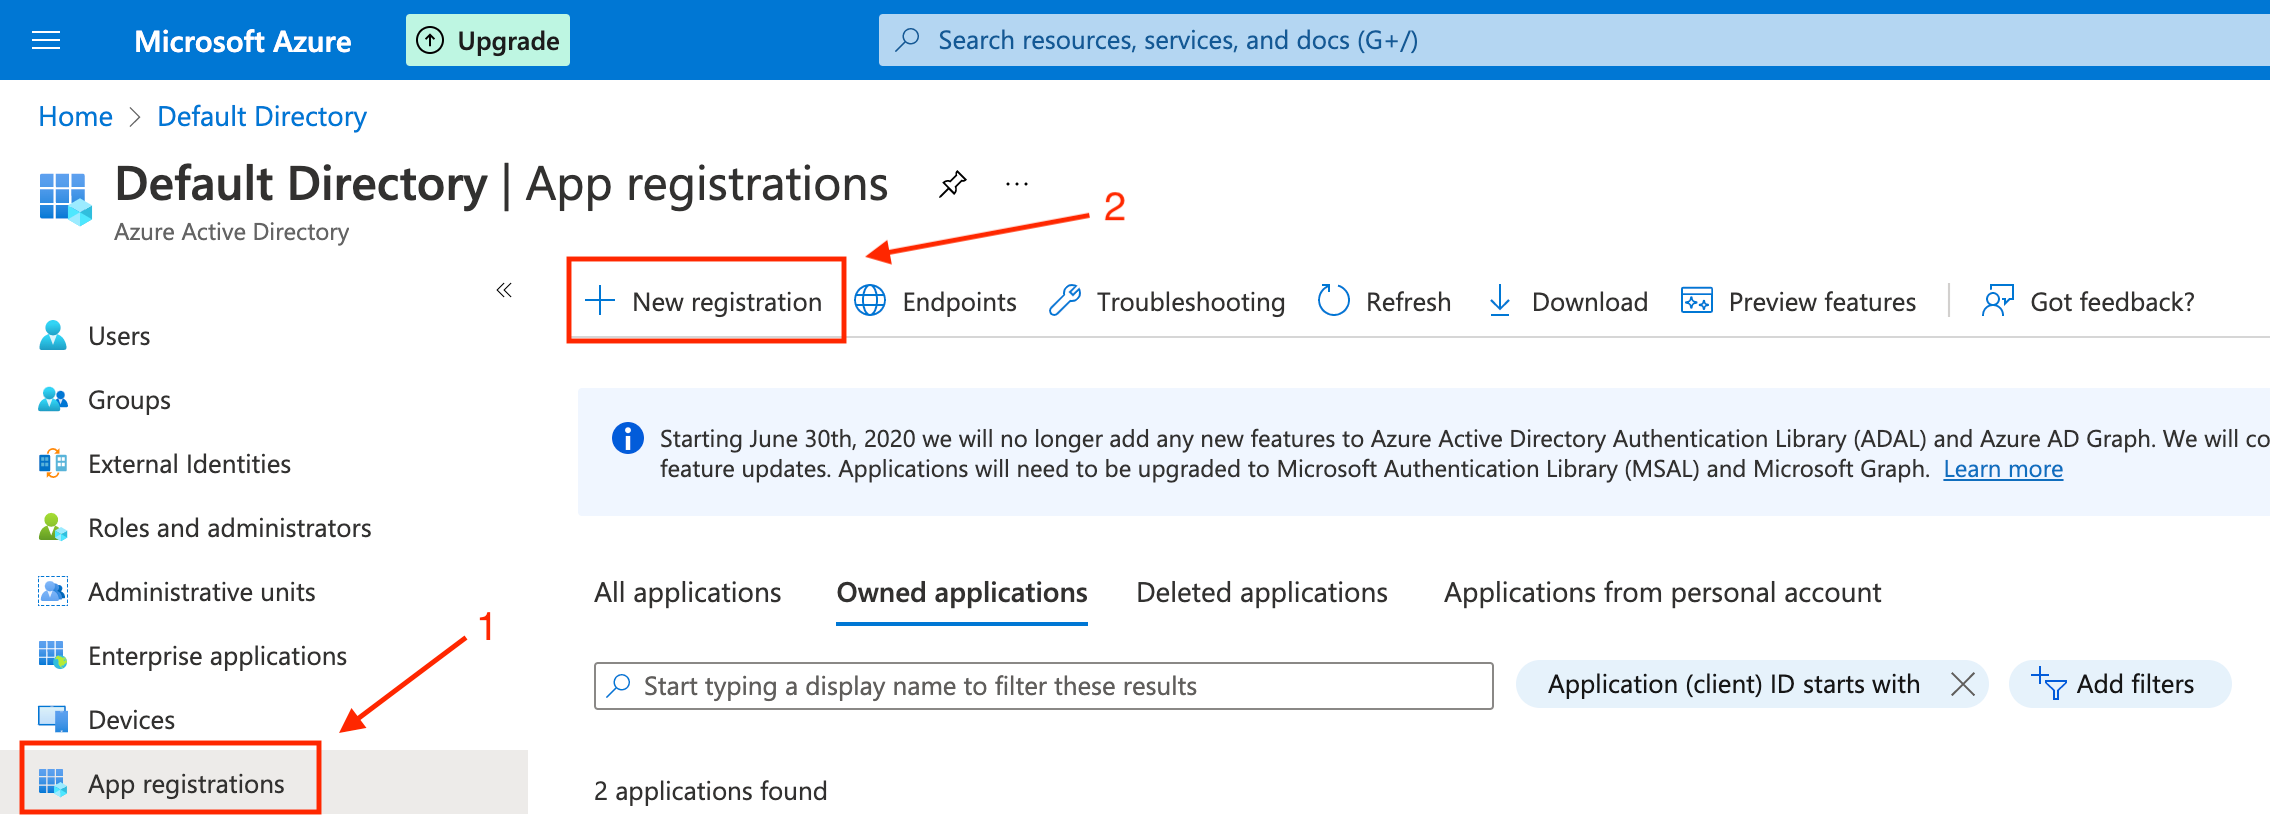 Microsoft Azure
Upgrade
Search resources, services, and docs (G+/)
Home > Default Directory
Default Directory | App registrations
...
Azure Active Directory
2
«
Users
Groups
External Identities
Roles and administrators
Administrative units
Enterprise applications
Devices
App registrations
1
New registration
Endpoints
Troubleshooting
Refresh
Download
Preview features
Got feedback?
Starting June 30th, 2020 we will no longer add any new features to Azure Active Directory Authentication Library (ADAL) and Azure AD Graph. We will co
feature updates. Applications will need to be upgraded to Microsoft Authentication Library (MSAL) and Microsoft Graph. Learn more
All applications
Owned applications
Deleted applications
Applications from personal account
Start typing a display name to filter these results
Application (client) ID starts with
Add filters
2 applications found